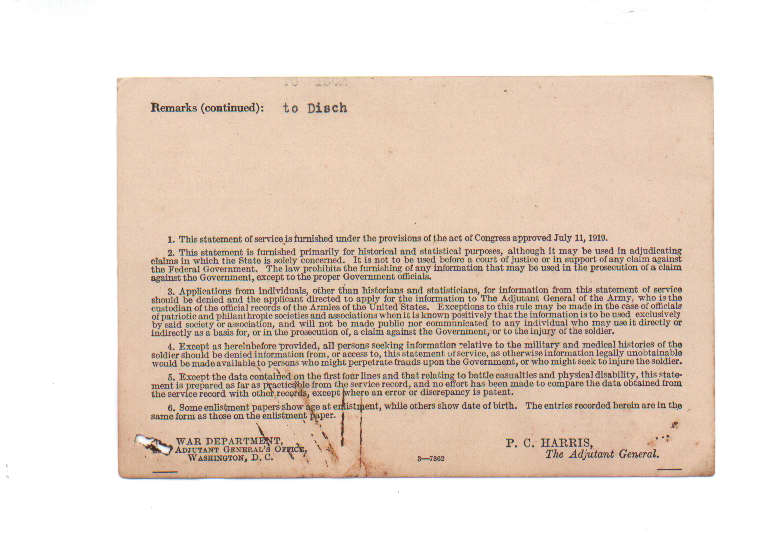 Remarks (continued): to Disch
1. This statement of service is furnished under the provisions of the act of Congress approved July 11, 1919.
2. This statement is furnished primarily for historical and statistical purposes, although it may be used in adjudicating
claims in which the State is solely concerned. It is not to be used before a court of justice or in support of any claim against
the Federal Government. The law prohibits the furnishing of any information that may be used in the prosecution of a claim
against the Government, except to the proper Government officials.
3. Applications from individuals, other than historians and statisticians, for information from this statement of service
should be denied and the applicant directed to apply for the information to The Adjutant General of the Army, who is the
custodian of the official records of the Armies of the United States. Exceptions to this rule may be made in the case of officials
of patriotic and philanthropic societies and associations when it is known positively that the information is to be used exclusively
by said society or association, and will not be made public nor communicated to any individual who may use it directly or
indirectly as a basis for, or in the prosecution of, a claim against the Government, or to the injury of the soldier.
4. Except as hereinbefore provided, all persons seeking information relative to the military and medical histories of the
soldier should be denied information from, or access to, this statement of service, as otherwise information legally unobtainable
would be made available to persons who might perpetrate frauds upon the Government, or who might seek to injure the soldier.
5. Except the data contained on the first four lines and that relating to battle casualties and physical disability, this state-
ment is prepared as far as practicable from the service record, and no effort has been made to compare the data obtained from
the service record with other records, except where an error or discrepancy is patent.
6. Some enlistment papers show age at enlistment, while others show date of birth. The entries recorded herein are in the
same form as those on the enlistment paper.
WAR DEPARTMENT,
ADJUTANT GENERAL'S OFFICE,
WASHINGTON, D. C.
3—7362
P. C. HARRIS,
The Adjutant General.